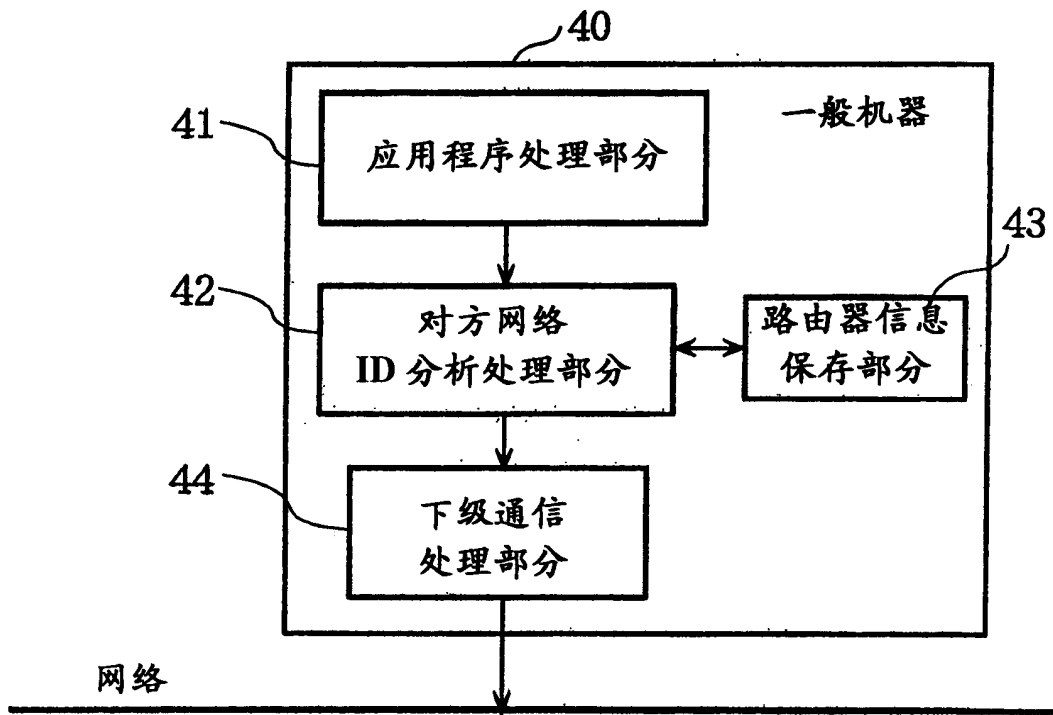 40
一般机器
41
应用程序处理部分
43
42
对方网络
ID分析处理部分
路由器信息
保存部分
44
下级通信
处理部分
网络